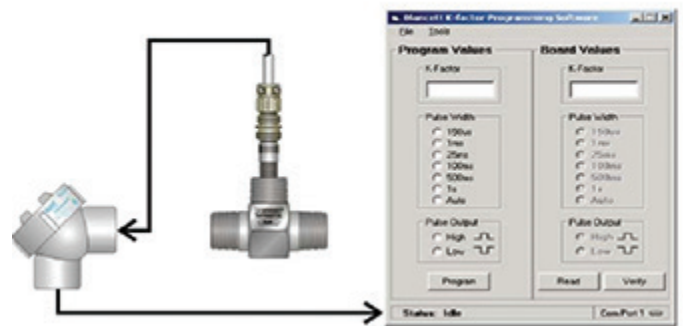 Blancett K-factor Programming Software
File Tools
Program Values
K-Factor
Pulse Width
150us
1ms
25ms
100ms
500ms
1s
Auto
Pulse Output
High
Low
Program
Board Values
K-Factor
Pulse Width
150us
1ms
25ms
100ms
500ms
1s
Auto
Pulse Output
High
Low
Read Verify
Status: Idle
Com Port 1